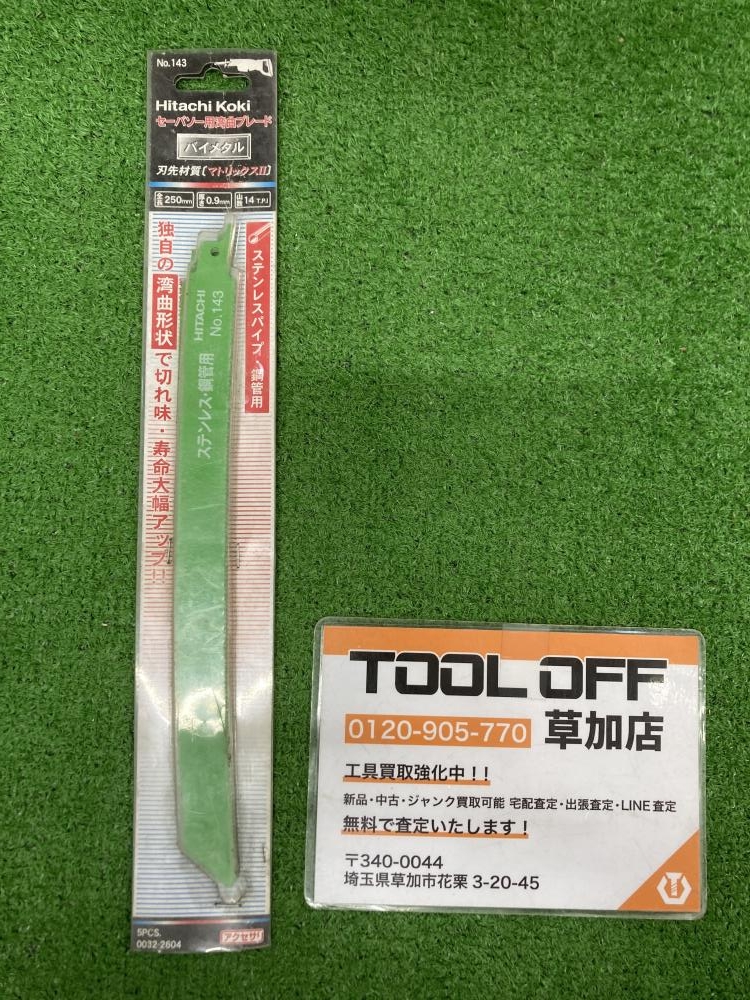 No.143
Hitachi Koki
セーバソー用湾曲ブレード
バイメタル
刃先材質〔マトリックスII〕
全長 250mm 厚さ 0.9mm 山数 14 T.P.I
独自の湾曲形状で切れ味・寿命大幅アップ!!
ステンレスパイプ・鋼管用
HITACHI No.143
ステンレス・鋼管用
5PCS.
0032-2604
アクセサリ
TOOL OFF
0120-905-770 草加店
工具買取強化中！！
新品・中古・ジャンク買取可能 宅配査定・出張査定・LINE査定
無料で査定いたします！
〒340-0044
埼玉県草加市花栗 3-20-45